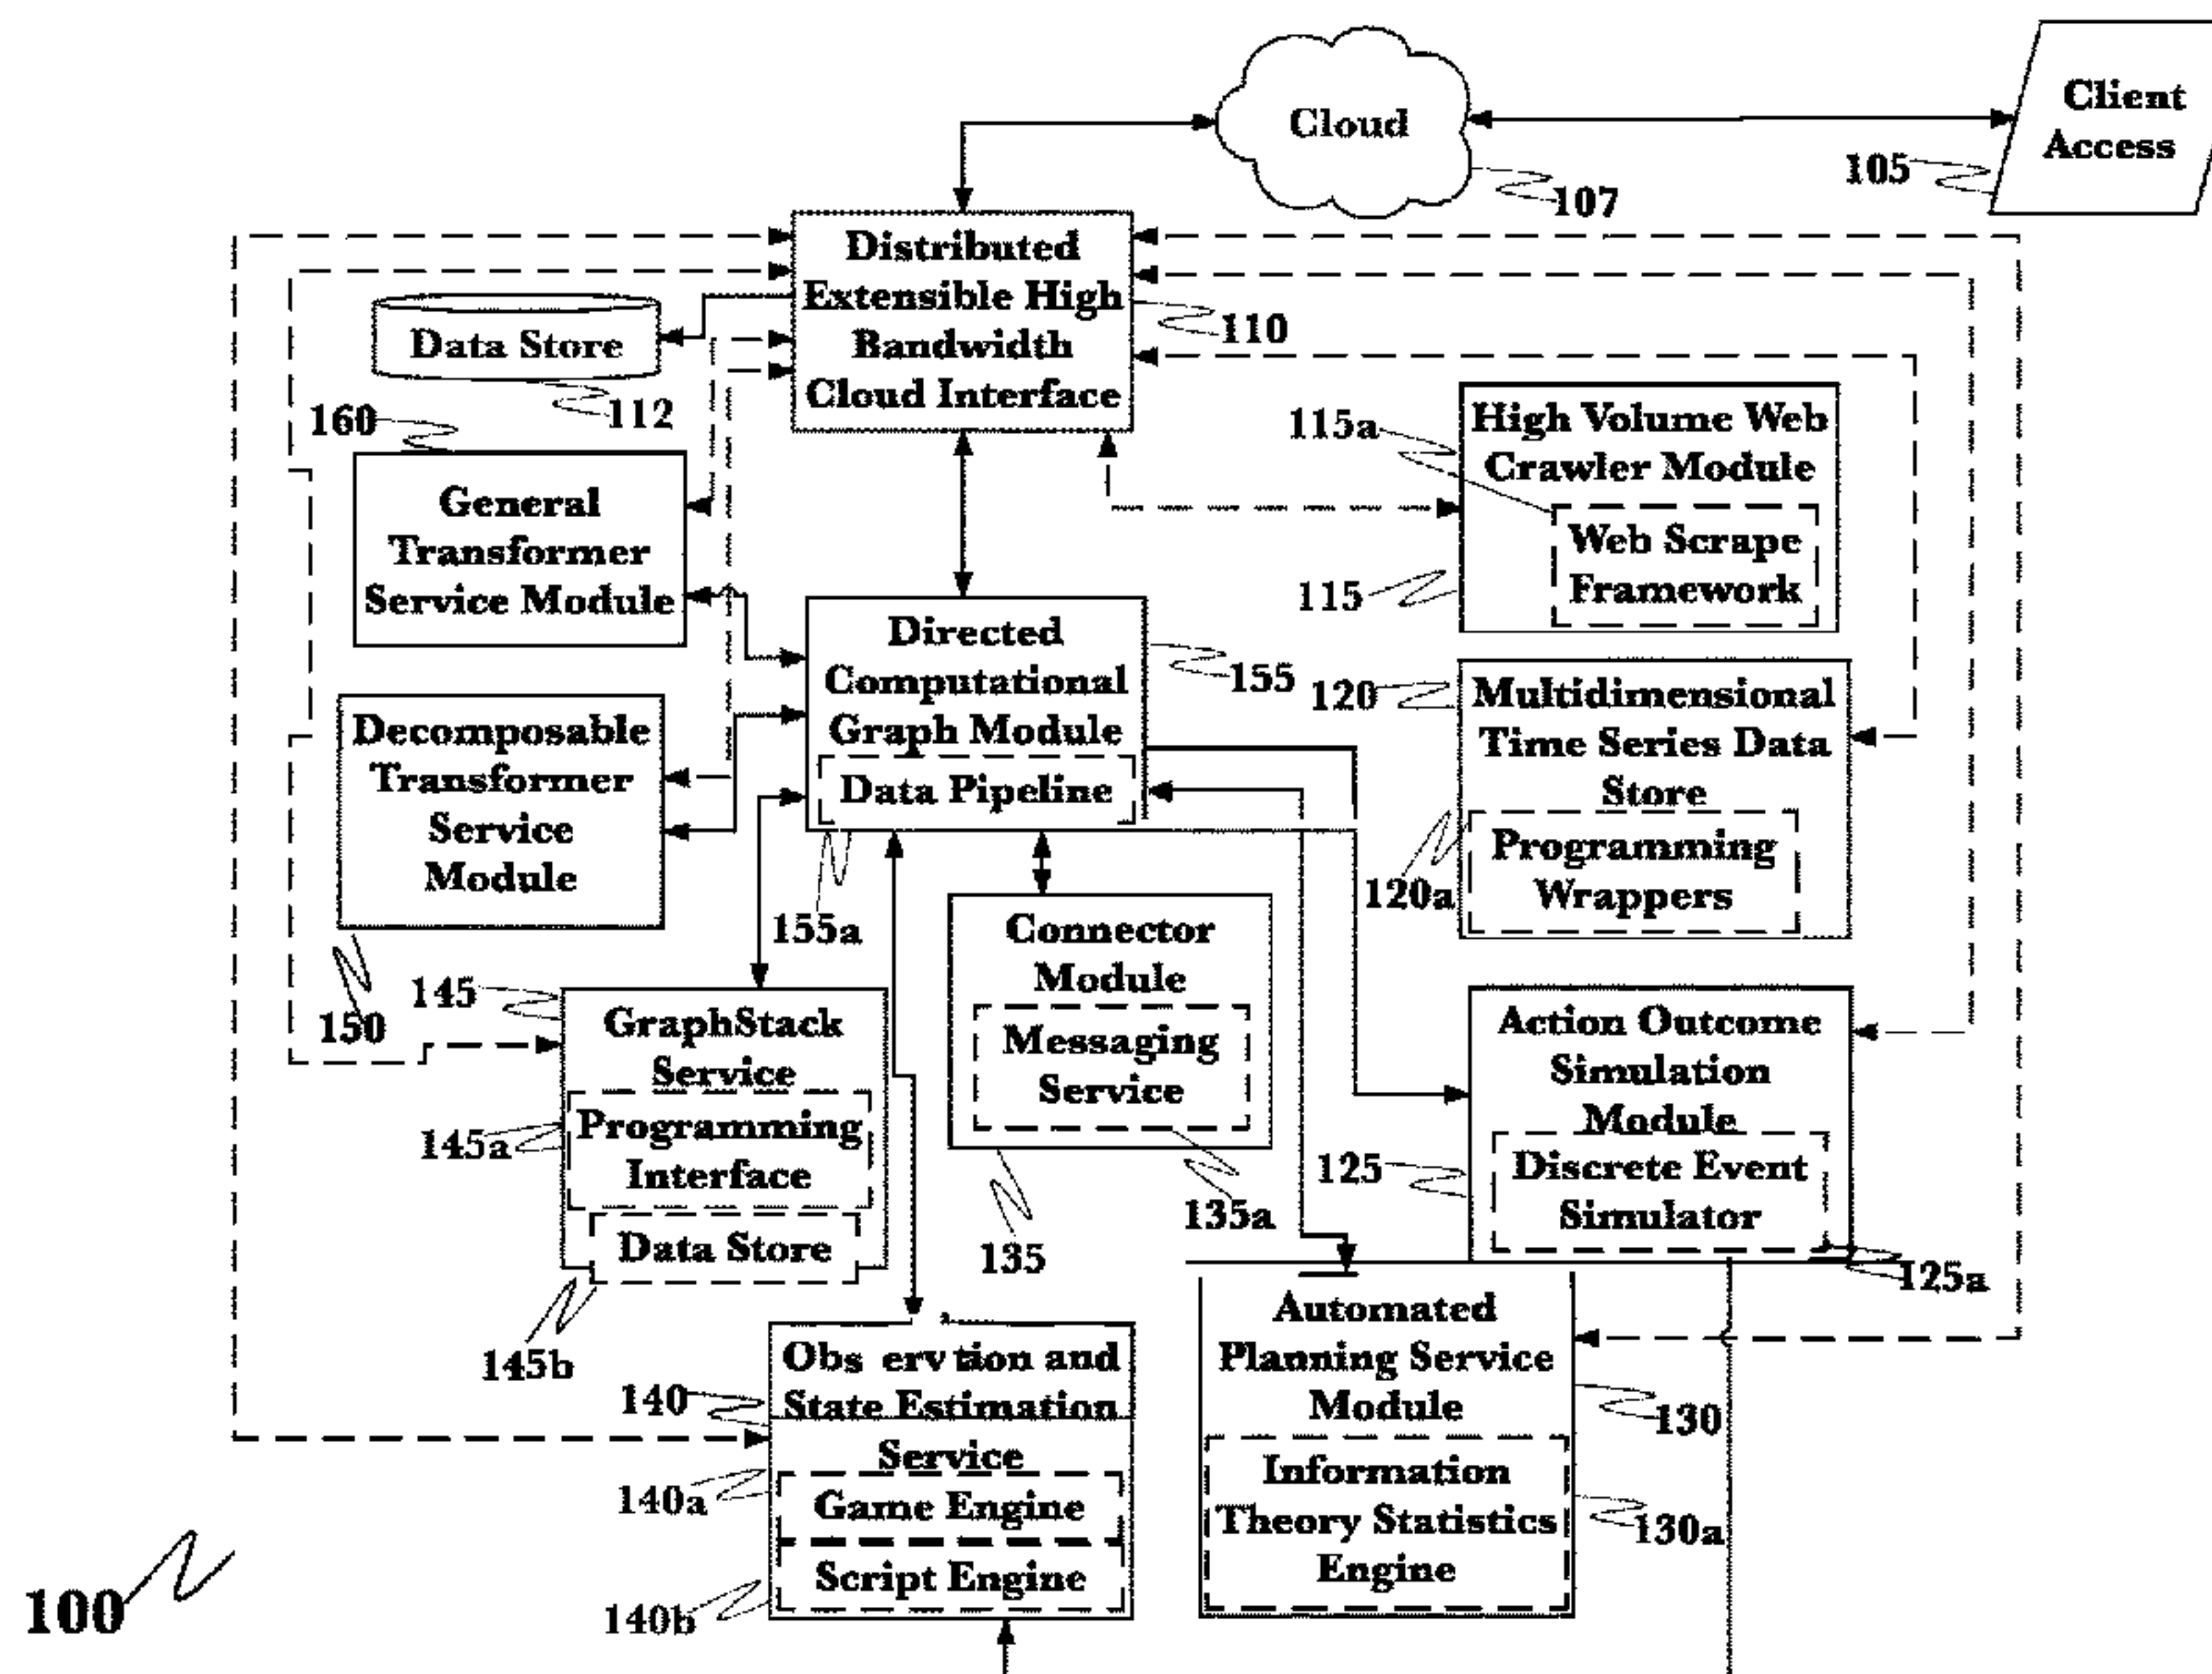 Cloud
Client
Access
105
107
Distributed
Extensible High
Bandwidth
Cloud Interface
110
Data Store
112
160
General
Transformer
Service Module
115a
High Volume Web
Crawler Module
Web Scrape
Framework
115
Directed
Computational
Graph Module
Data Pipeline
155
155a
120
Multidimensional
Time Series Data
Store
Programming
Wrappers
120a
Decomposable
Transformer
Service
Module
150
145
GraphStack
Service
Programming
Interface
145a
Data Store
145b
Connector
Module
Messaging
Service
135a
135
Action Outcome
Simulation
Module
Discrete Event
Simulator
125
125a
Obs erv tion and
State Estimation
Service
140
Game Engine
140a
Script Engine
140b
Automated
Planning Service
Module
130
Information
Theory Statistics
Engine
130a
100